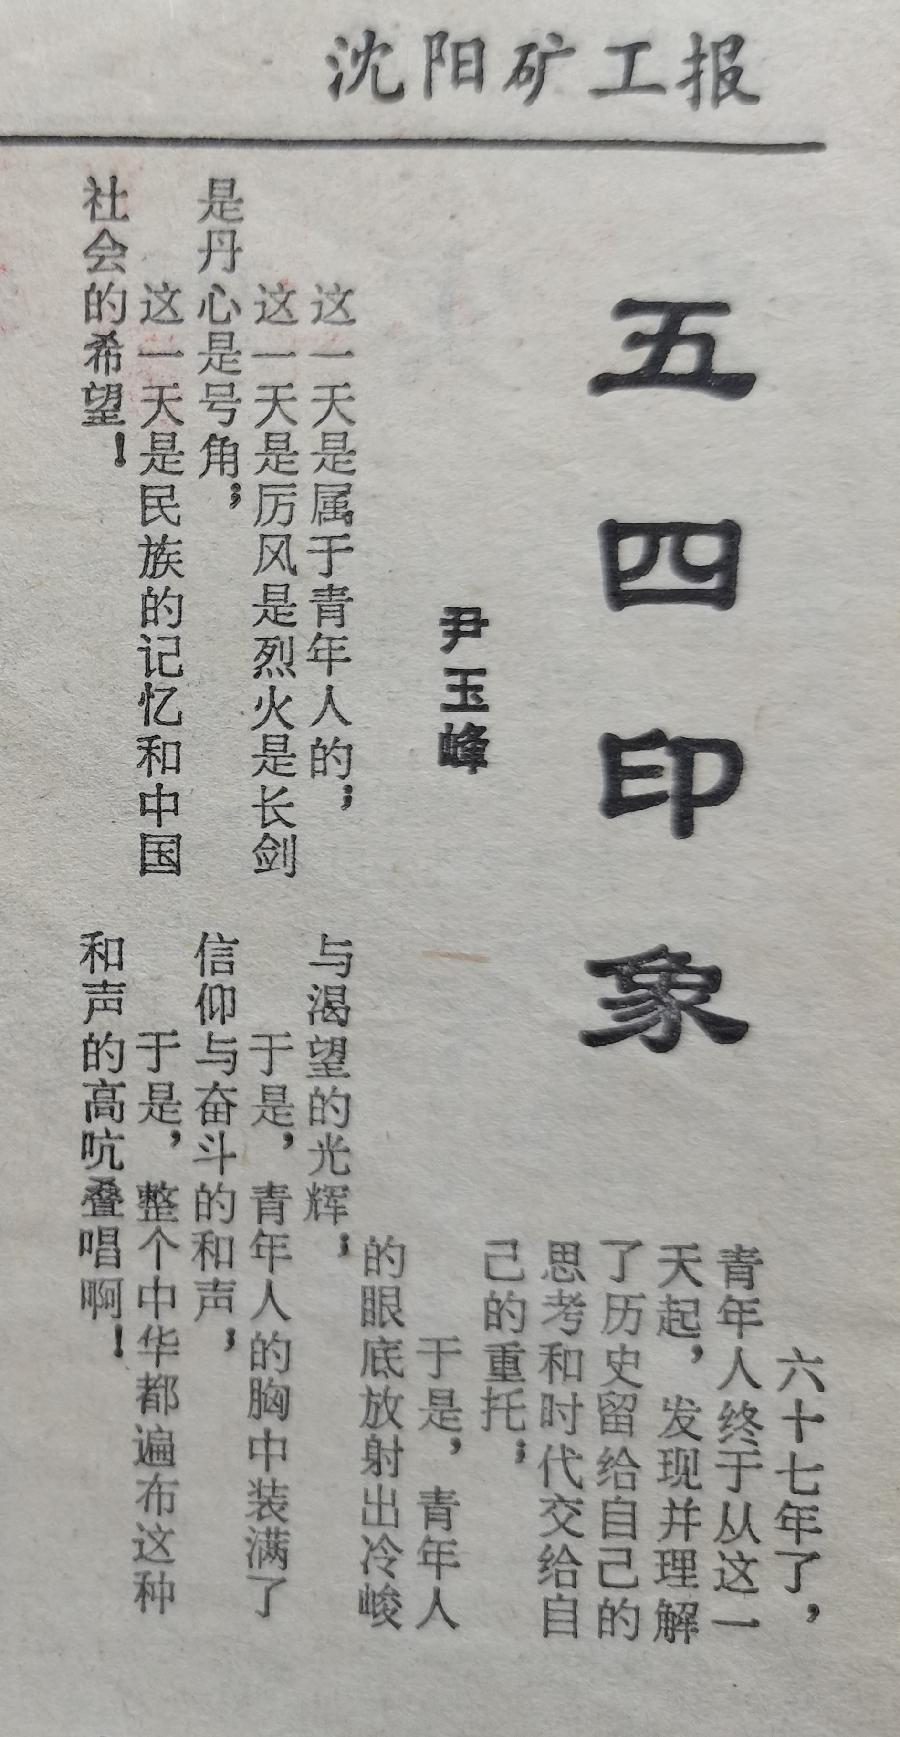 沈阳矿工报
五四印象
尹玉峰
这一天是属于青年人的；
这一天是厉风是烈火是长剑
是丹心是号角；
这一天是民族的记忆和中国
社会的希望！
六十七年了，
青年人终于从这一
天起，发现并理解
了历史留给自己的
思考和时代交给自
己的重托；
于是，青年人
的眼底放射出冷峻
与渴望的光辉；
于是，青年人的胸中装满了
信仰与奋斗的和声，
于是，整个中华都遍布这种
和声的高吭叠唱啊！